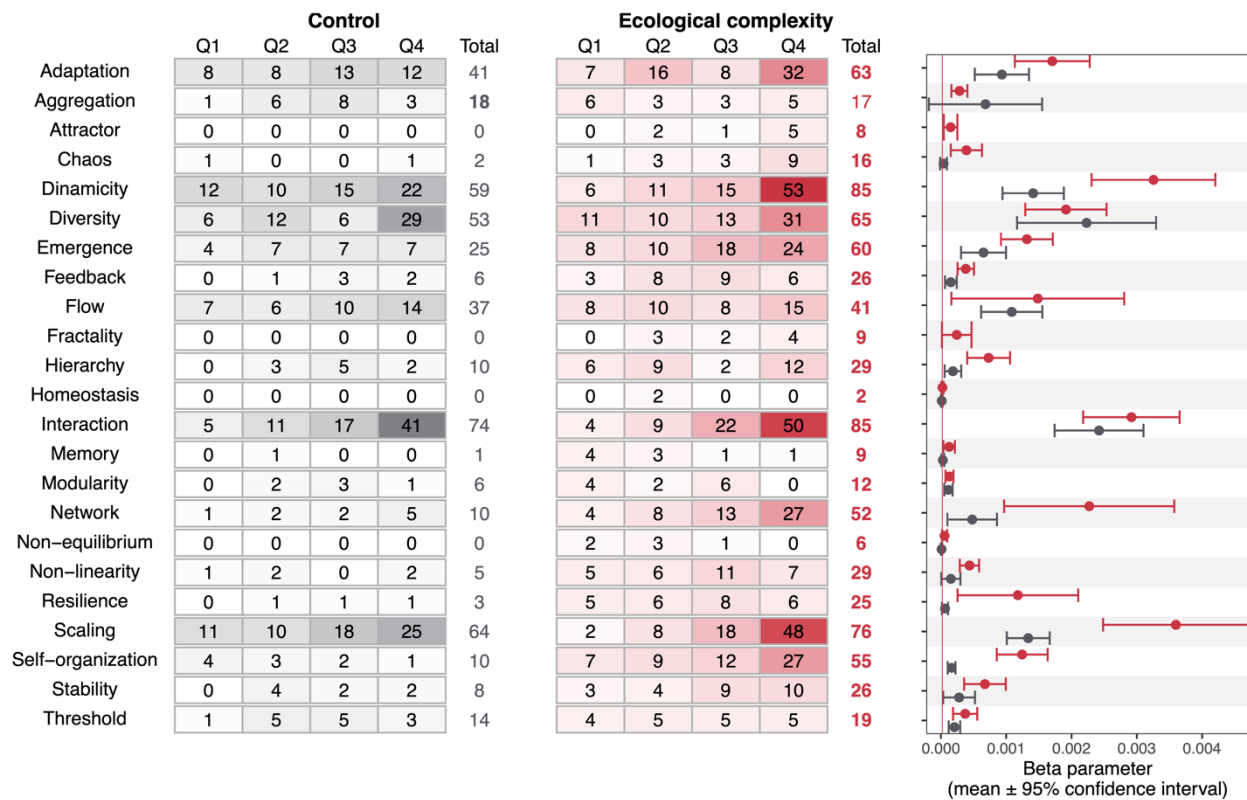 Control Ecological complexity
Q1 Q2 Q3 Q4 Total Q1 Q2 Q3 Q4 Total
Adaptation 8 8 13 12 41 7 16 8 32 63
Aggregation 1 6 8 3 18 6 3 3 5 17
Attractor 0 0 0 0 0 0 2 1 5 8
Chaos 1 0 0 1 2 1 3 3 9 16
Dinamicity 12 10 15 22 59 6 11 15 53 85
Diversity 6 12 6 29 53 11 10 13 31 65
Emergence 4 7 7 7 25 8 10 18 24 60
Feedback 0 1 3 2 6 3 8 9 6 26
Flow 7 6 10 14 37 8 10 8 15 41
Fractality 0 0 0 0 0 0 3 2 4 9
Hierarchy 0 3 5 2 10 6 9 2 12 29
Homeostasis 0 0 0 0 0 0 2 0 0 2
Interaction 5 11 17 41 74 4 9 22 50 85
Memory 0 1 0 0 1 4 3 1 1 9
Modularity 0 2 3 1 6 4 2 6 0 12
Network 1 2 2 5 10 4 8 13 27 52
Non−equilibrium 0 0 0 0 0 2 3 1 0 6
Non−linearity 1 2 0 2 5 5 6 11 7 29
Resilience 0 1 1 1 3 5 6 8 6 25
Scaling 11 10 18 25 64 2 8 18 48 76
Self−organization 4 3 2 1 10 7 9 12 27 55
Stability 0 4 2 2 8 3 4 9 10 26
Threshold 1 5 5 3 14 4 5 5 5 19
0.000 0.001 0.002 0.003 0.004
Beta parameter
(mean ± 95% confidence interval)